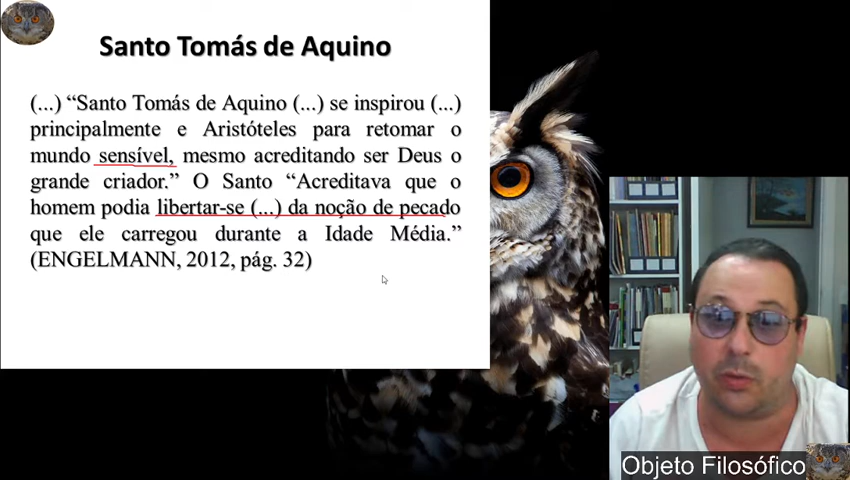 Santo Tomás de Aquino
(...) “Santo Tomás de Aquino (...) se inspirou (...)
principalmente e Aristóteles para retomar o
mundo sensível, mesmo acreditando ser Deus o
grande criador.” O Santo “Acreditava que o
homem podia libertar-se (...) da noção de pecado
que ele carregou durante a Idade Média.”
(ENGELMANN, 2012, pág. 32)
Objeto Filosófico